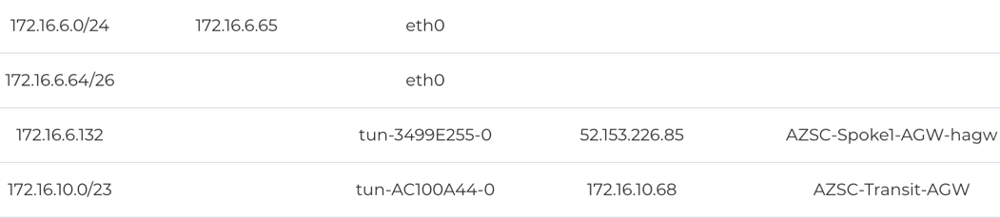 172.16.6.0/24 172.16.6.65 eth0
172.16.6.64/26 eth0
172.16.6.132 tun-3499E255-0 52.153.226.85 AZSC-Spoke1-AGW-hagw
172.16.10.0/23 tun-AC100A44-0 172.16.10.68 AZSC-Transit-AGW